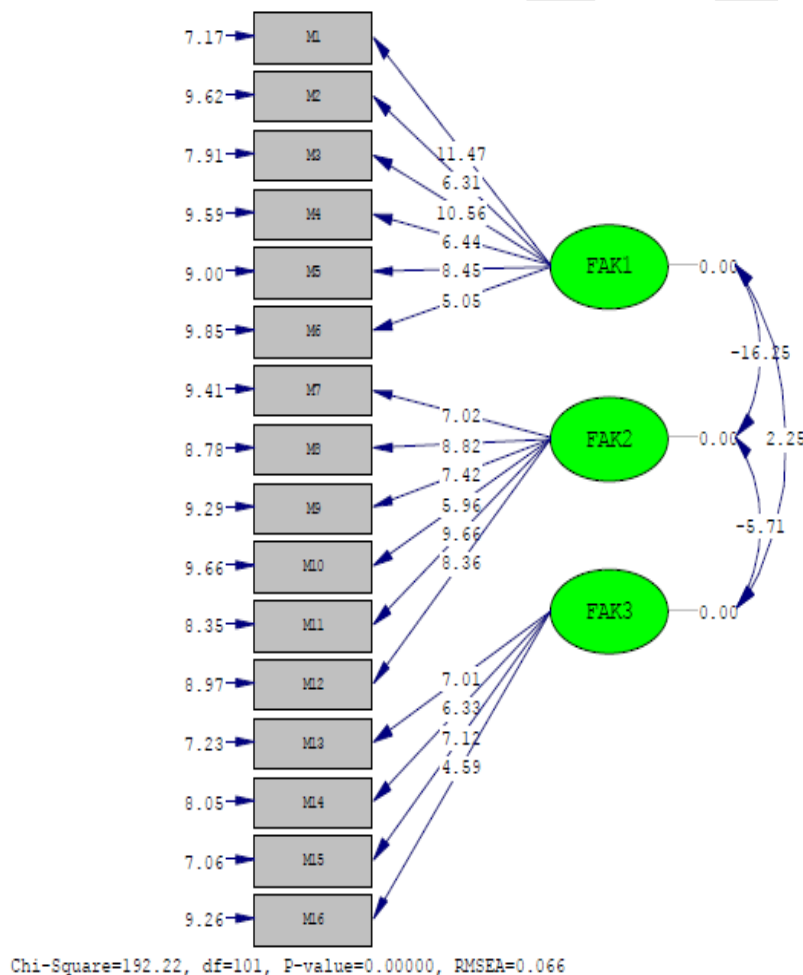 7.17 M1
9.62 M2
7.91 M3
9.59 M4
9.00 M5
9.85 M6
9.41 M7
8.78 M8
9.29 M9
9.66 M10
8.35 M11
8.97 M12
7.23 M13
8.05 M14
7.06 M15
9.26 M16
11.47
6.31
10.56
6.44
8.45
5.05
7.02
8.82
7.42
5.96
9.66
8.36
7.01
6.33
7.12
4.59
FAK1 0.00
FAK2 0.00
FAK3 0.00
-16.25
2.25
-5.71
Chi-Square=192.22, df=101, P-value=0.00000, RMSEA=0.066